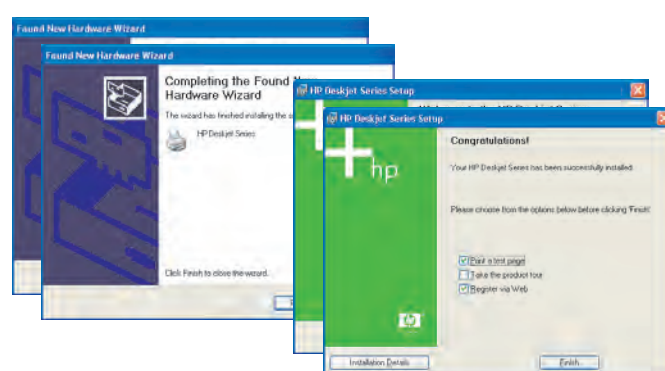 Found New Hardware Wizard
Found New Hardware Wizard
Completing the Found
Hardware Wizard
The wizard has finished installing the
HP Deskjet Series
Click Finish to close the wizard.
HP Deskjet Series Setup
HP Deskjet Series Setup
hp
Congratulations!
Your HP Deskjet Series has been successfully installed.
Please choose from the options below before clicking 'Finish'
Print a test page
Take the product tour
Register via Web
hp
Installation Details
Finish